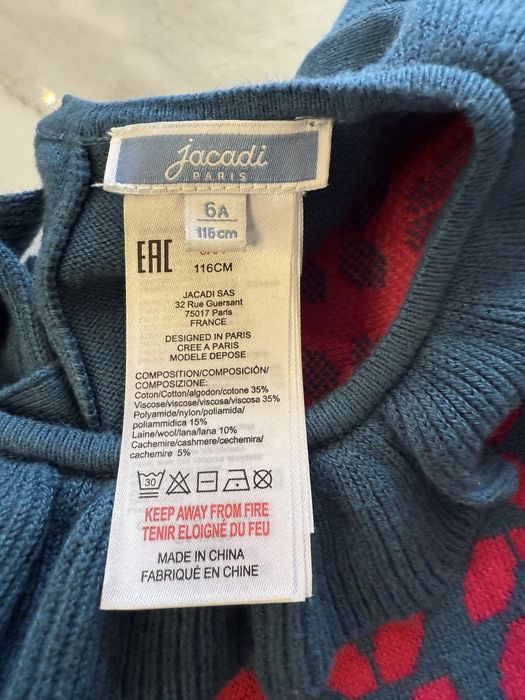 jacadi
PARIS
6A
116cm
EAC
116CM
JACADI SAS
32 Rue Guersant
75017 Paris
FRANCE
DESIGNED IN PARIS
CREE A PARIS
MODELE DEPOSE
COMPOSITION/COMPOSICIÓN/
COMPOSIZIONE:
Coton/Cotton/algodon/cotone 35%
Viscose/viscose/viscosa/viscosa 35%
Polyamide/nylon/poliamida/
poliammidica 15%
Laine/wool/lana/lana 10%
Cachemire/cashmere/cechemira/
cachemire 5%
30
KEEP AWAY FROM FIRE
TENIR ELOIGNÉ DU FEU
MADE IN CHINA
FABRIQUÉ EN CHINE